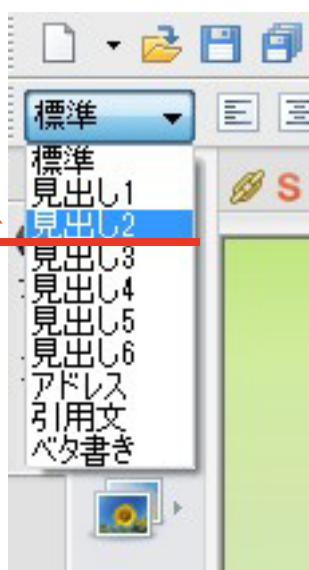 標準
標準
見出し1
見出し2
見出し3
見出し4
見出し5
見出し6
アドレス
引用文
ベタ書き
S